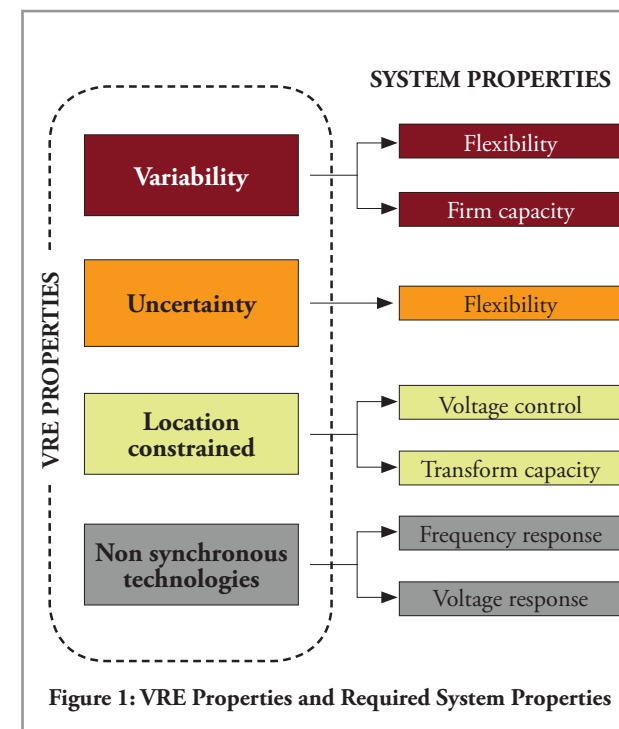 SYSTEM PROPERTIES
VRE PROPERTIES
Variability
Flexibility
Firm capacity
Uncertainty
Flexibility
Location
constrained
Voltage control
Transform capacity
Non synchronous
technologies
Frequency response
Voltage response
Figure 1: VRE Properties and Required System Properties